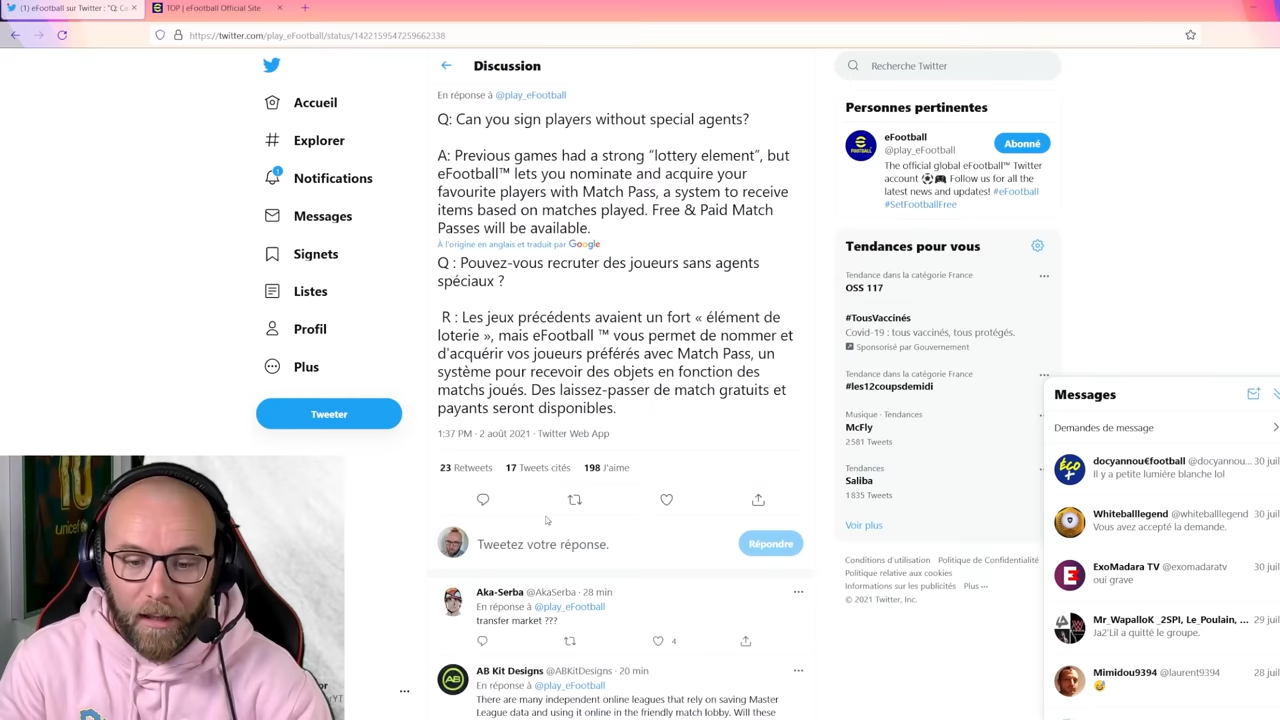 (1) eFootball sur Twitter : "Q: Ca
TOP | eFootball Official Site
https://twitter.com/play_eFootball/status/1422159547259662338
Accueil
Explorer
1
Notifications
Messages
Signets
Listes
Profil
Plus
Tweeter
Discussion
En réponse à @play_eFootball
Q: Can you sign players without special agents?
A: Previous games had a strong “lottery element”, but
eFootball™ lets you nominate and acquire your
favourite players with Match Pass, a system to receive
items based on matches played. Free & Paid Match
Passes will be available.
À l'origine en anglais et traduit par Google
Q : Pouvez-vous recruter des joueurs sans agents
spéciaux ?
R : Les jeux précédents avaient un fort « élément de
loterie », mais eFootball ™ vous permet de nommer et
d'acquérir vos joueurs préférés avec Match Pass, un
système pour recevoir des objets en fonction des
matchs joués. Des laissez-passer de match gratuits et
payants seront disponibles.
1:37 PM · 2 août 2021 · Twitter Web App
23 Retweets 17 Tweets cités 198 J'aime
Tweetez votre réponse.
Répondre
Aka-Serba @AkaSerba · 28 min
En réponse à @play_eFootball
transfer market ???
4
AB Kit Designs @ABKitDesigns · 20 min
En réponse à @play_eFootball
There are many independent online leagues that rely on saving Master
League data and using it online in the friendly match lobby. Will these
Recherche Twitter
Personnes pertinentes
eFootball
@play_eFootball
Abonné
The official global eFootball™ Twitter
account ⚽🎮 Follow us for all the
latest news and updates! #eFootball
#SetFootballFree
Tendances pour vous
Tendance dans la catégorie France
OSS 117
#TousVaccinés
Covid-19 : tous vaccinés, tous protégés.
Sponsorisé par Gouvernement
Tendance dans la catégorie France
#les12coupsdemidi
Musique · Tendances
McFly
2 581 Tweets
Tendances
Saliba
1 835 Tweets
Voir plus
Conditions d'utilisation Politique de Confidentialité
Politique relative aux cookies
Informations sur les publicités Plus ···
© 2021 Twitter, Inc.
Messages
Demandes de message
docyannou€football @docyannou... 30 juil
Il y a petite lumière blanche lol
Whiteballlegend @whiteballlegend 30 juil
Vous avez accepté la demande.
ExoMadara TV @exomadaratv 30 juil
oui grave
Mr_WapalloK _2SPI, Le_Poulain, ... 29 juil
Ja2'Lil a quitté le groupe.
Mimidou9394 @laurent9394 28 juil
😅
10
unicef